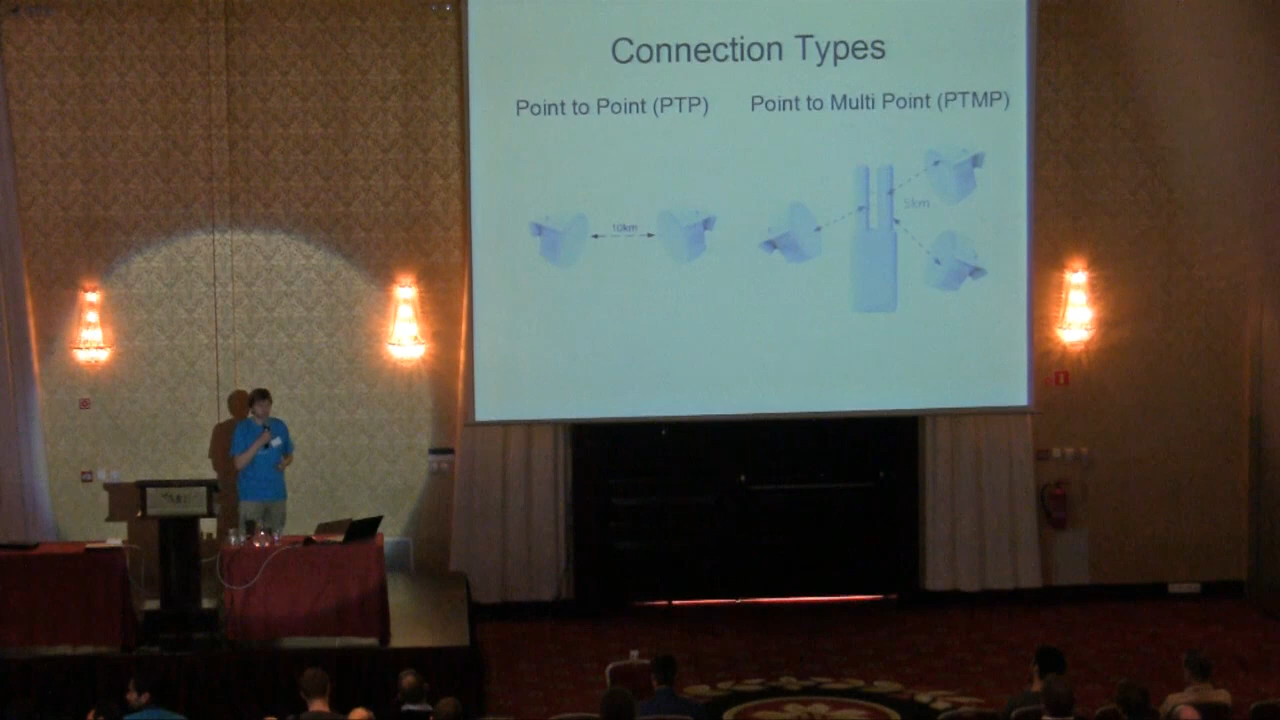 Connection Types
Point to Point (PTP)
Point to Multi Point (PTMP)
10km
5km